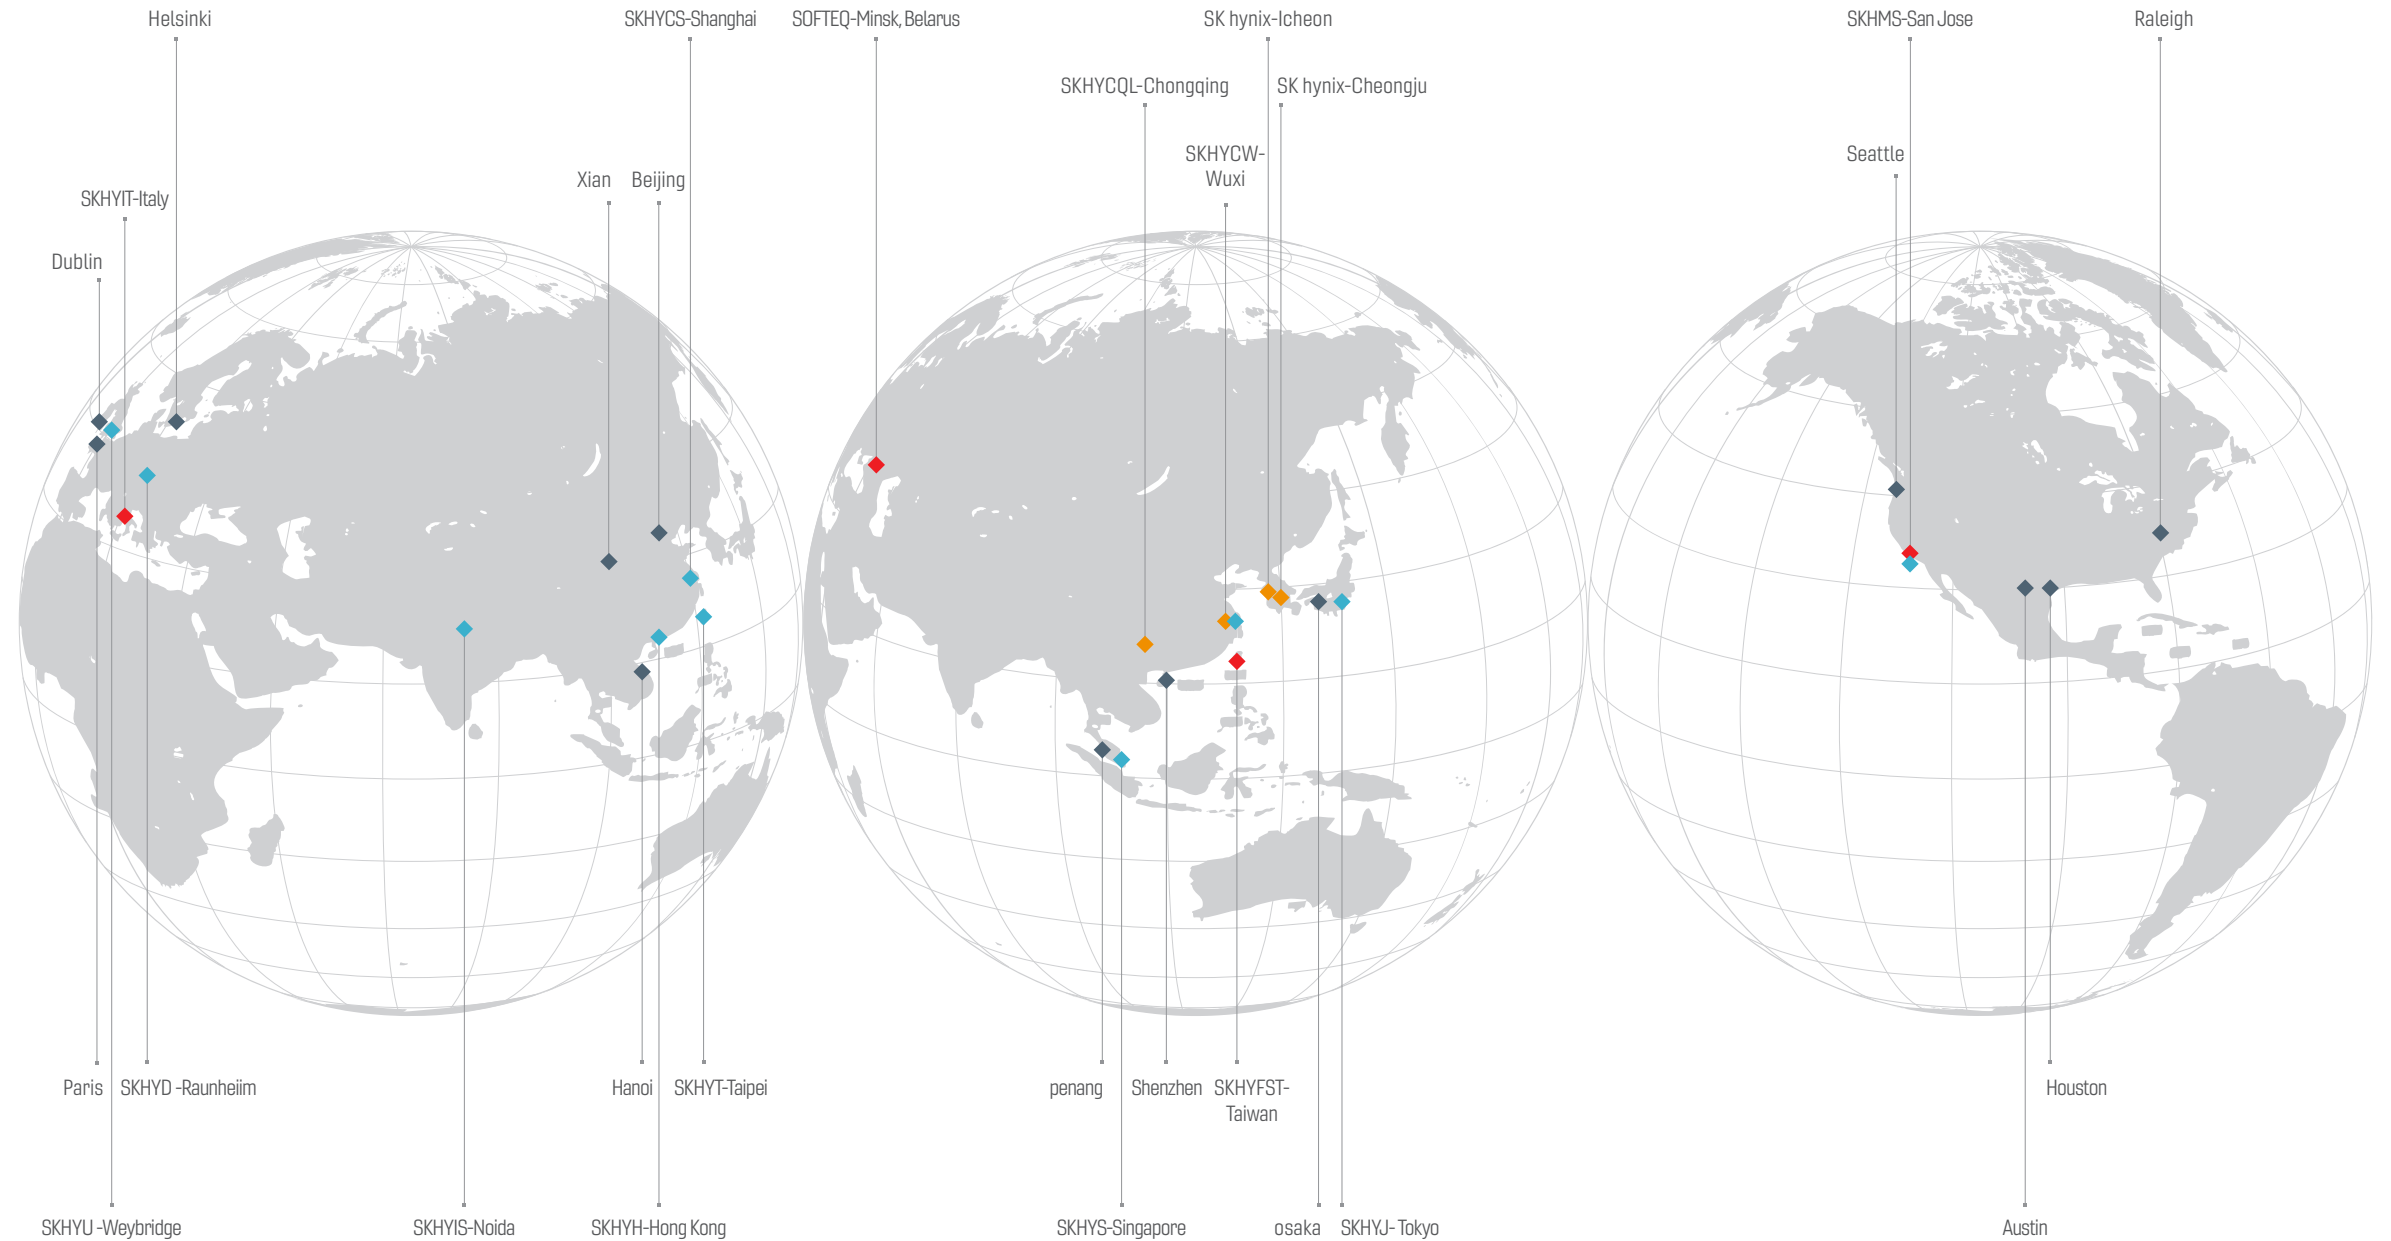 Helsinki
SKHYCS-Shanghai
SOFTEQ-Minsk, Belarus
SK hynix-Icheon
SKHMS-San Jose
Raleigh
SKHYCQL-Chongqing
SK hynix-Cheongju
SKHYCW-
Wuxi
Seattle
Xian
Beijing
SKHYIT-Italy
Dublin
Paris
SKHYD -Raunheiim
Hanoi
SKHYT-Taipei
penang
Shenzhen
SKHYFST-
Taiwan
Houston
SKHYU -Weybridge
SKHYIS-Noida
SKHYH-Hong Kong
SKHYS-Singapore
osaka
SKHYJ- Tokyo
Austin